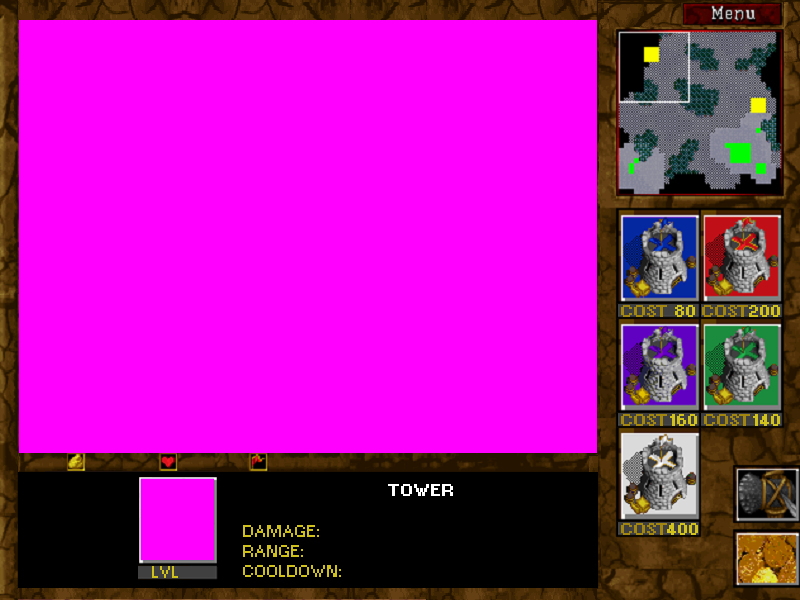 Menu
COST 80 COST200
COST160 COST140
COST400
TOWER
DAMAGE:
RANGE:
LVL
COOLDOWN: